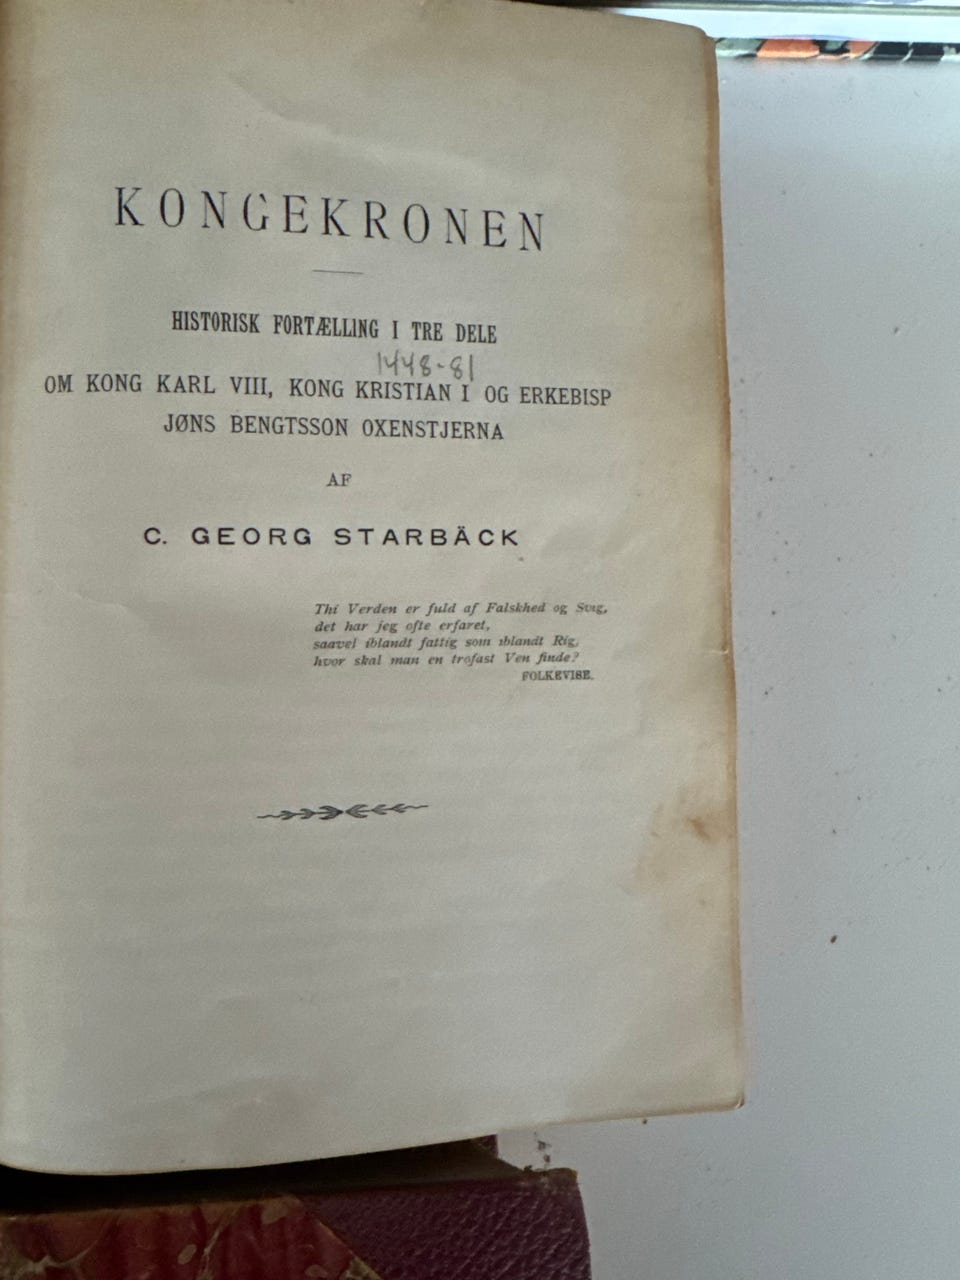 KONGEKRONEN
HISTORISK FORTÆLLING I TRE DELE
1448-81
OM KONG KARL VIII, KONG KRISTIAN I OG ERKEBISP
JØNS BENGTSSON OXENSTJERNA
AF
C. GEORG STARBÄCK
Thi Verden er fuld af Falskhed og Svig,
det har jeg ofte erfaret,
saavel iblandt fattig som iblandt Rig,
hvor skal man en trofast Ven finde?
FOLKEVISE.